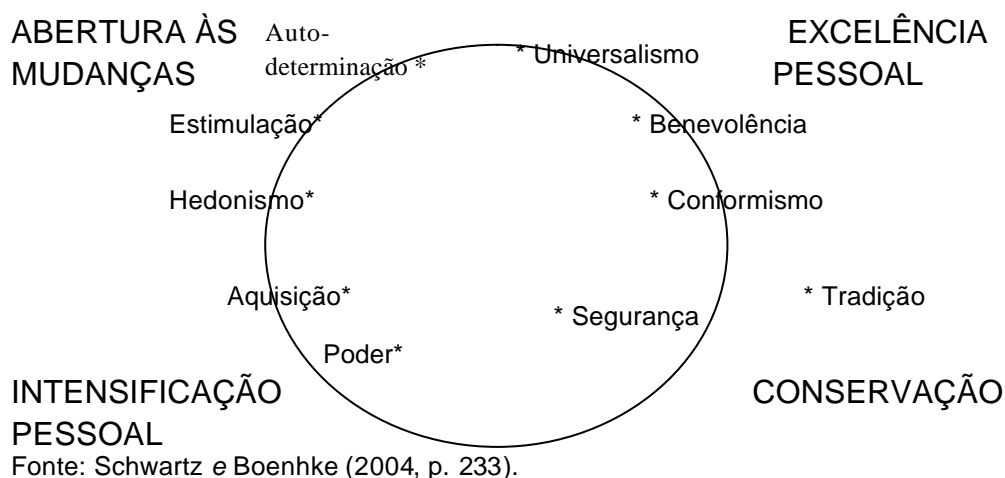 ABERTURA ÀS
MUDANÇAS
Auto-
determinação *
* Universalismo
EXCELÊNCIA
PESSOAL
Estimulação*
* Benevolência
Hedonismo*
* Conformismo
Aquisição*
* Segurança
* Tradição
Poder*
INTENSIFICAÇÃO
PESSOAL
CONSERVAÇÃO
Fonte: Schwartz e Boenhke (2004, p. 233).